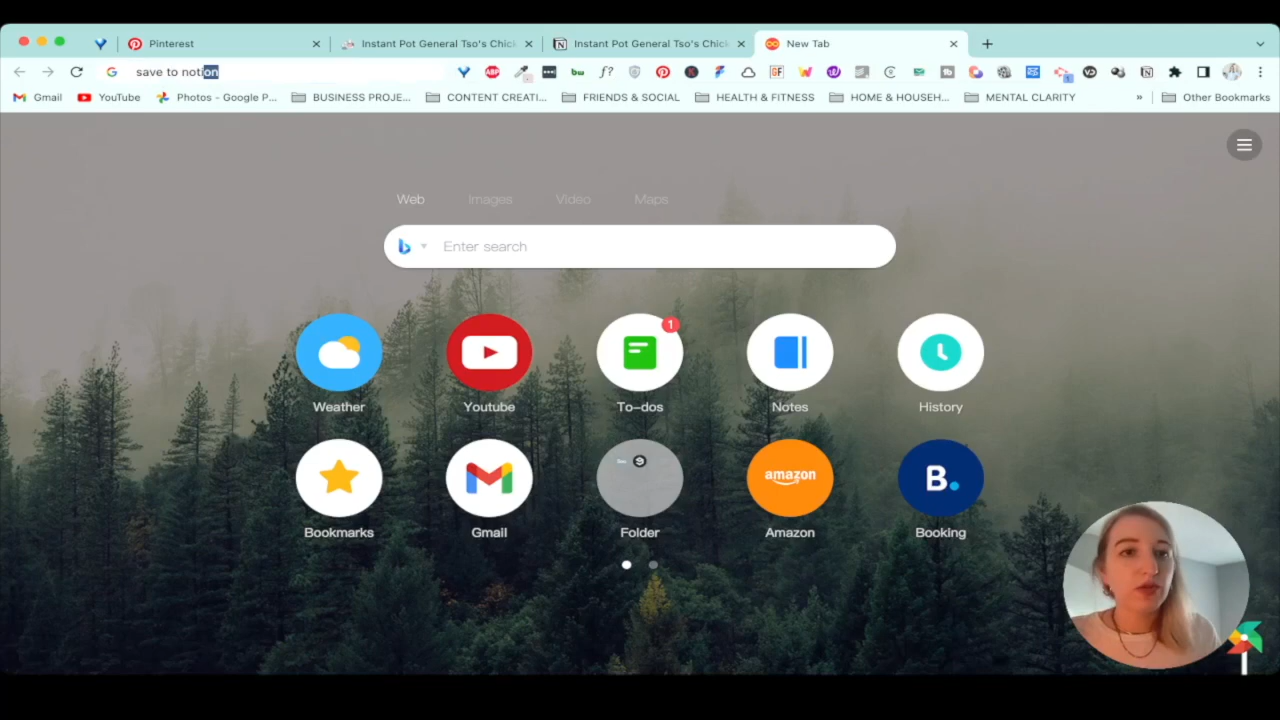 Pinterest
Instant Pot General Tso's Chick
Instant Pot General Tso's Chick
New Tab
save to notion
Gmail
YouTube
Photos - Google P...
BUSINESS PROJE...
CONTENT CREATI...
FRIENDS & SOCIAL
HEALTH & FITNESS
HOME & HOUSEH...
MENTAL CLARITY
»
Other Bookmarks
Web
Images
Video
Maps
Enter search
1
Weather
Youtube
To-dos
Notes
History
amazon
B.
Bookmarks
Gmail
Folder
Amazon
Booking